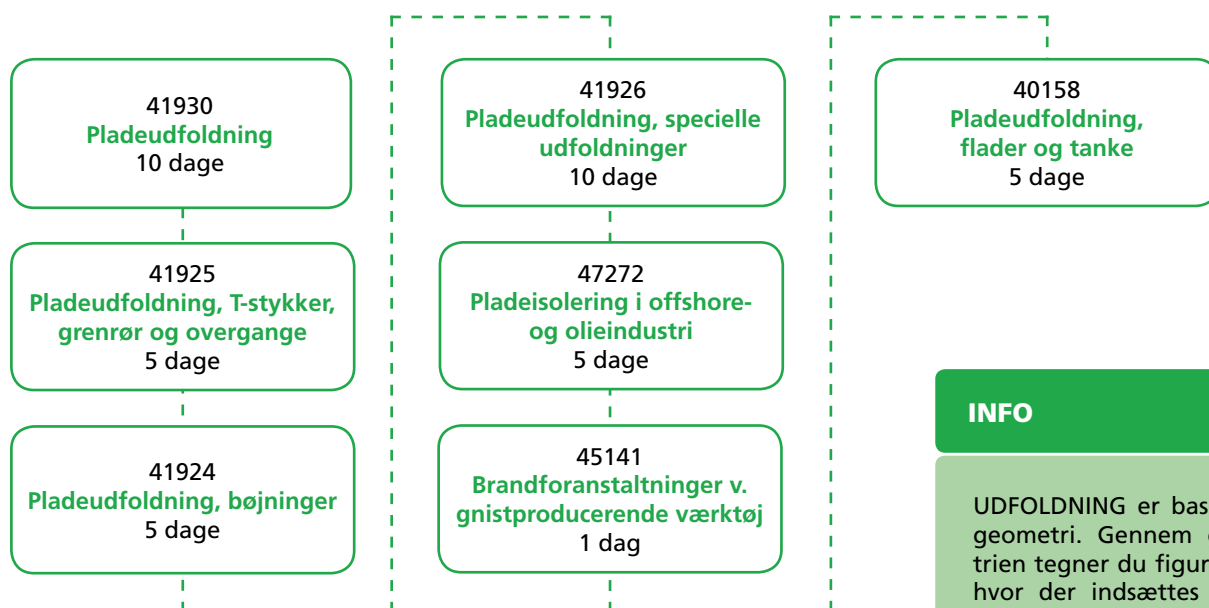 41930
Pladeudfoldning
10 dage
41925
Pladeudfoldning, T-stykker,
grenrør og overgange
5 dage
41924
Pladeudfoldning, bøjninger
5 dage
41926
Pladeudfoldning, specielle
udfoldninger
10 dage
47272
Pladeisolering i offshore-
og olieindustri
5 dage
45141
Brandforanstaltninger v.
gnistproducerende værktøj
1 dag
40158
Pladeudfoldning,
flader og tanke
5 dage
INFO
UDFOLDNING er bas
geometri. Gennem
trien tegner du figur
hvor der indsættes